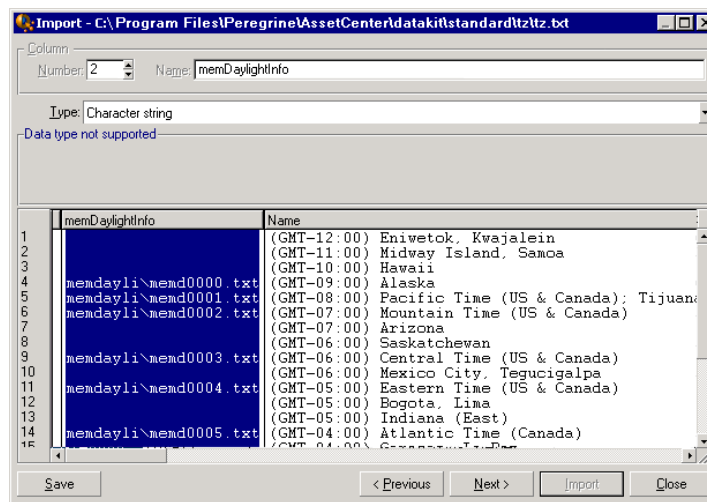 Import - C:\Program Files\Peregrine\AssetCenter\datakit\standard\tz\tz.txt
Column
Number: 2 Name: memDaylightInfo
Type: Character string
Data type not supported
memDaylightInfo Name
1 (GMT-12:00) Eniwetok, Kwajalein
2 (GMT-11:00) Midway Island, Samoa
3 (GMT-10:00) Hawaii
4 memdayli\memd0000.txt (GMT-09:00) Alaska
5 memdayli\memd0001.txt (GMT-08:00) Pacific Time (US & Canada); Tijuana
6 memdayli\memd0002.txt (GMT-07:00) Mountain Time (US & Canada)
7 (GMT-07:00) Arizona
8 (GMT-06:00) Saskatchewan
9 memdayli\memd0003.txt (GMT-06:00) Central Time (US & Canada)
10 (GMT-06:00) Mexico City, Tegucigalpa
11 memdayli\memd0004.txt (GMT-05:00) Eastern Time (US & Canada)
12 (GMT-05:00) Bogota, Lima
13 (GMT-05:00) Indiana (East)
14 memdayli\memd0005.txt (GMT-04:00) Atlantic Time (Canada)
15 (GMT-04:00)
Save < Previous Next > Import Close